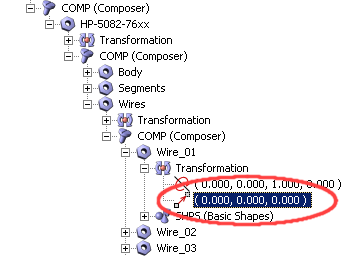 COMP (Composer)
HP-5082-76xx
Transformation
COMP (Composer)
Body
Segments
Wires
Transformation
COMP (Composer)
Wire_01
Transformation
( 0.000, 0.000, 1.000, 0.000 )
( 0.000, 0.000, 0.000 )
SHPS (Basic Shapes)
Wire_02
Wire_03